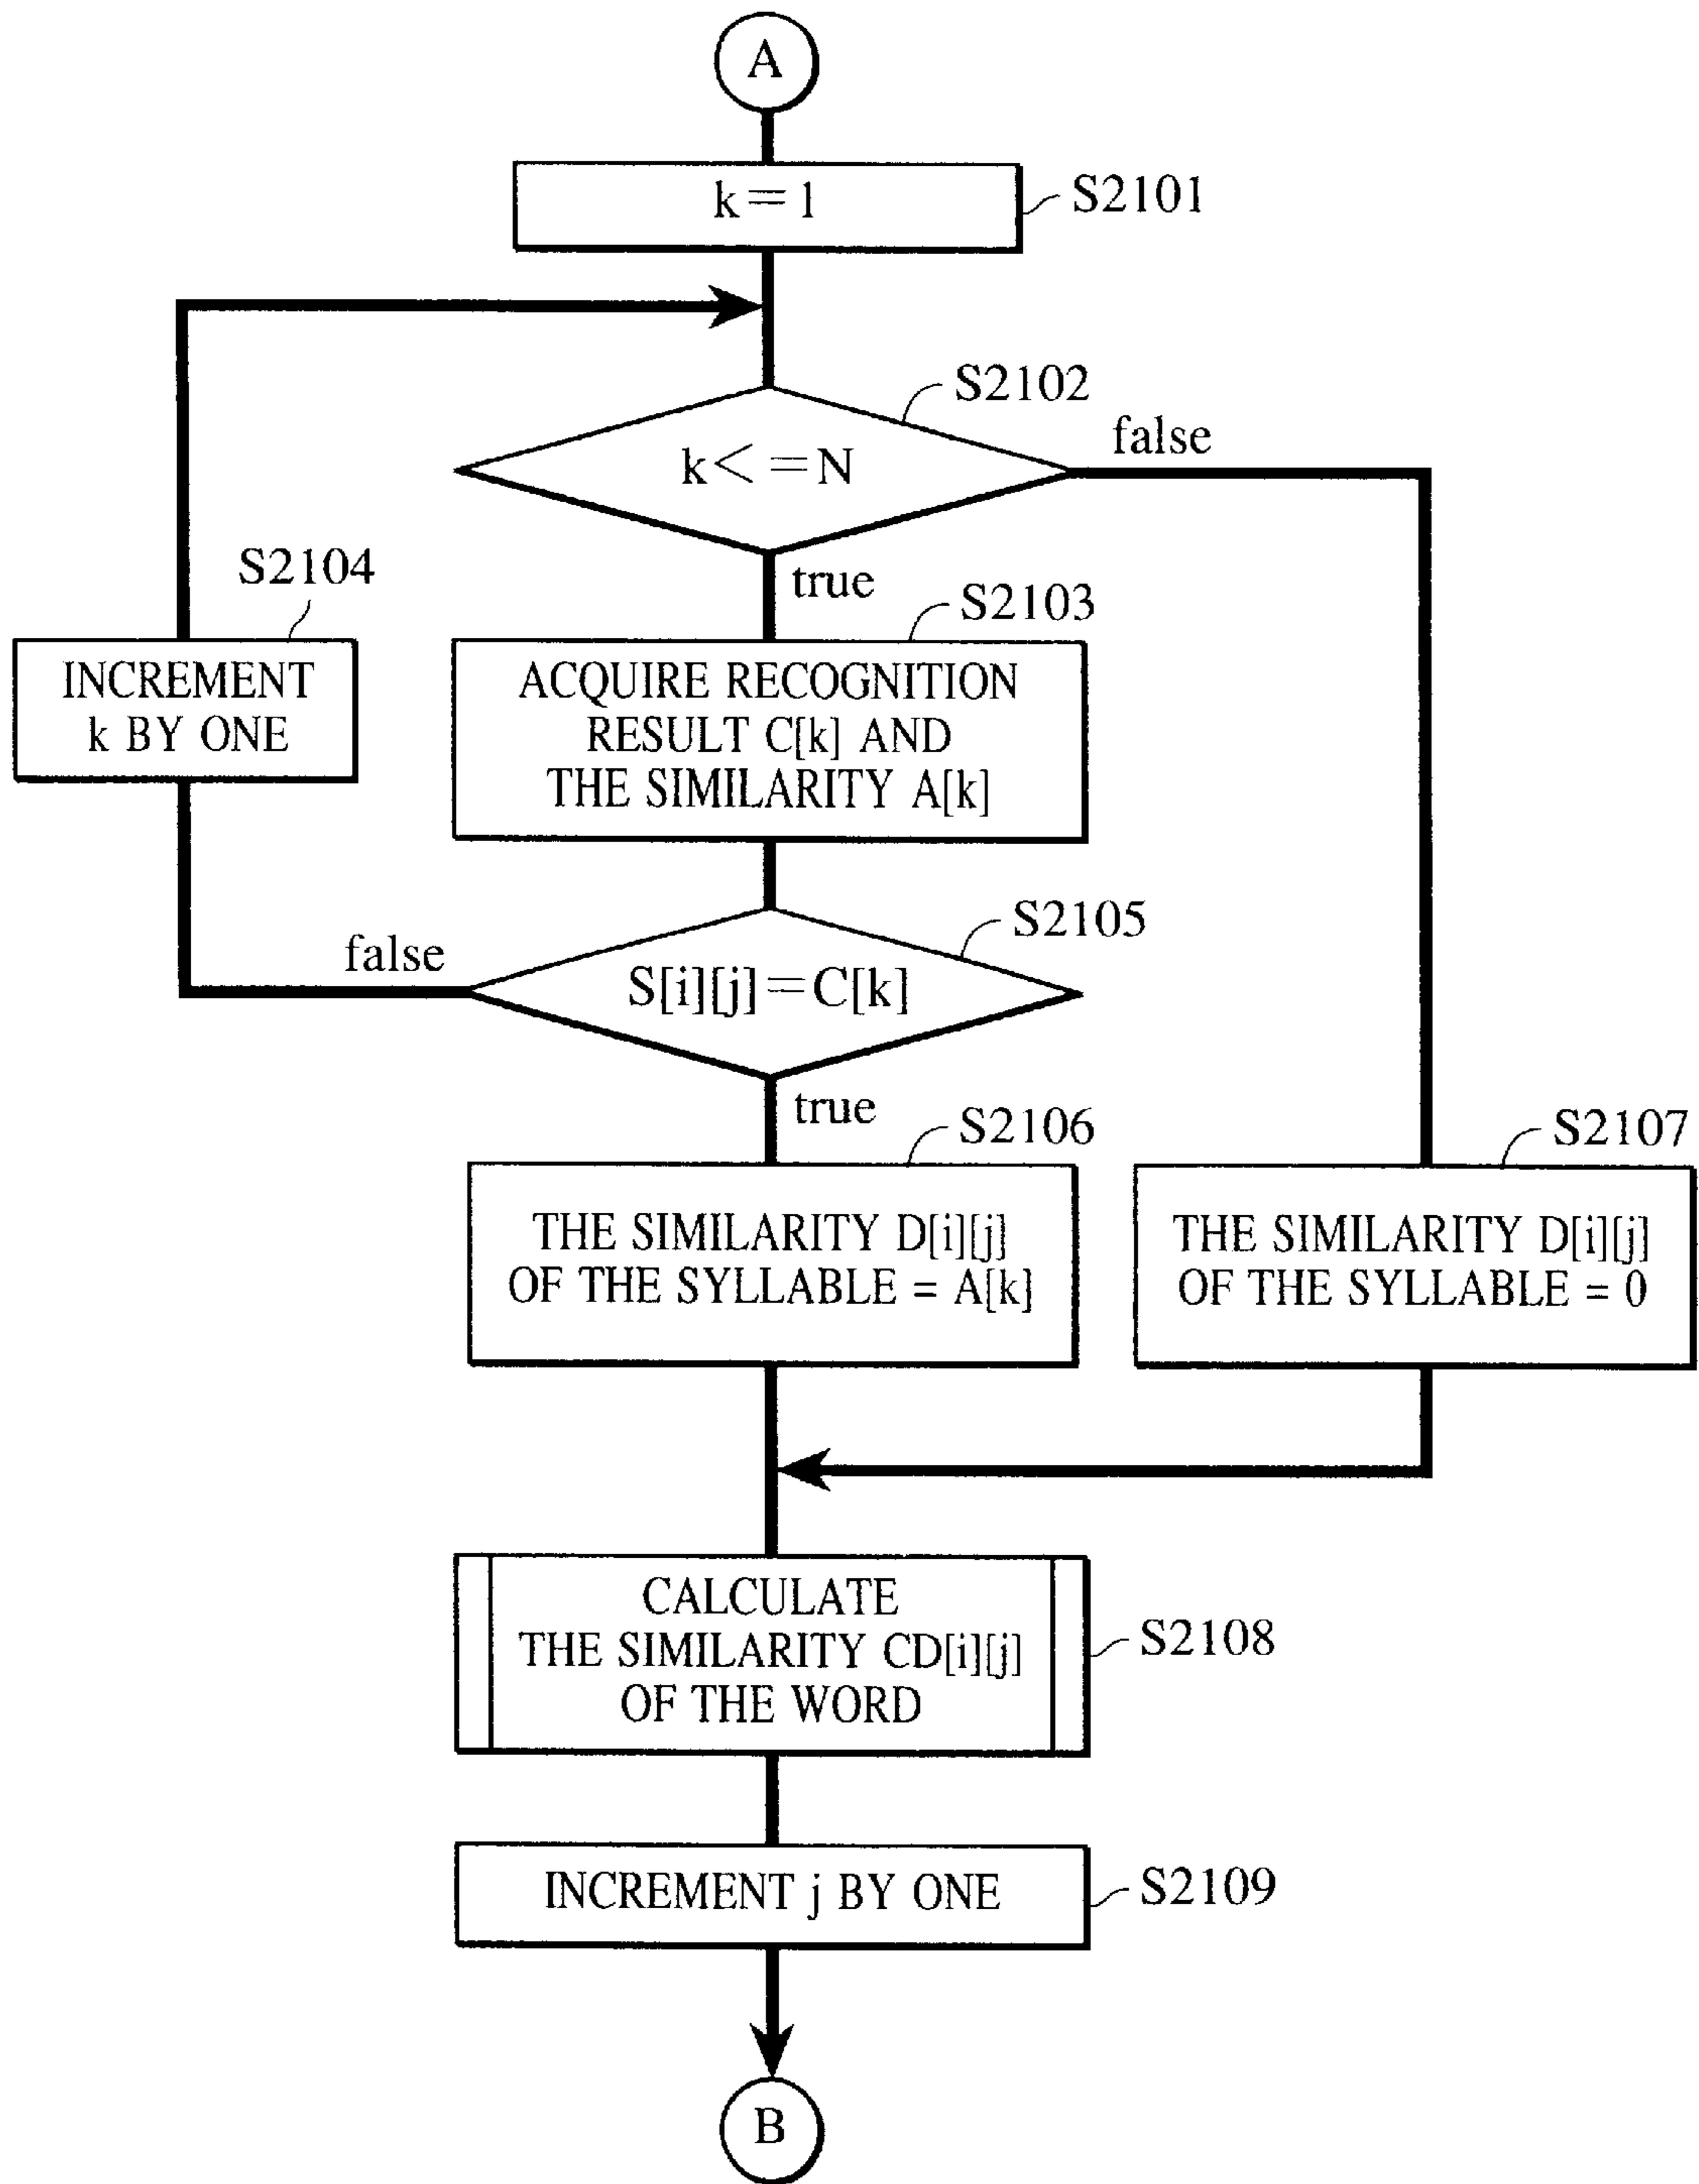 A
k=1
S2101
S2102
k<=N
false
true
S2104
INCREMENT
k BY ONE
S2103
ACQUIRE RECOGNITION
RESULT C[k] AND
THE SIMILARITY A[k]
S2105
false
S[i][j]=C[k]
true
S2106
THE SIMILARITY D[i][j]
OF THE SYLLABLE = A[k]
S2107
THE SIMILARITY D[i][j]
OF THE SYLLABLE = 0
CALCULATE
THE SIMILARITY CD[i][j]
OF THE WORD
S2108
INCREMENT j BY ONE
S2109
B